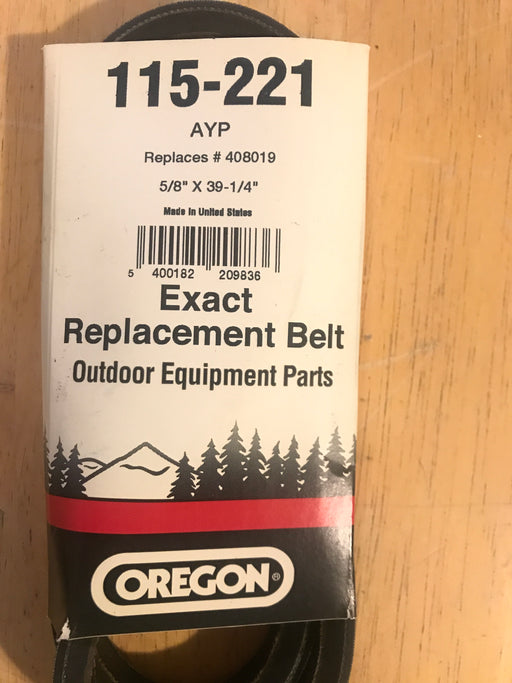 115-221
AYP
Replaces # 408019
5/8" X 39-1/4"
Made in United States
5 400182 209836
Exact
Replacement Belt
Outdoor Equipment Parts
OREGON®